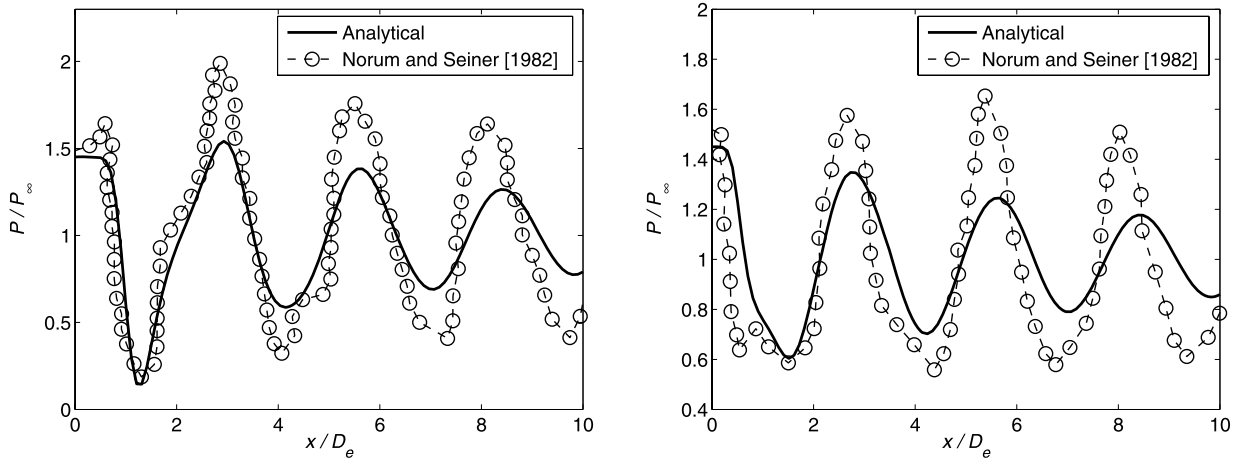 2
1.5
1
0.5
0
P / P∞
Analytical
Norum and Seiner [1982]
0 2 4 6 8 10
x / De
1.8
1.6
1.4
1.2
1
0.8
0.6
0.4
P / P∞
Analytical
Norum and Seiner [1982]
0 2 4 6 8 10
x / De